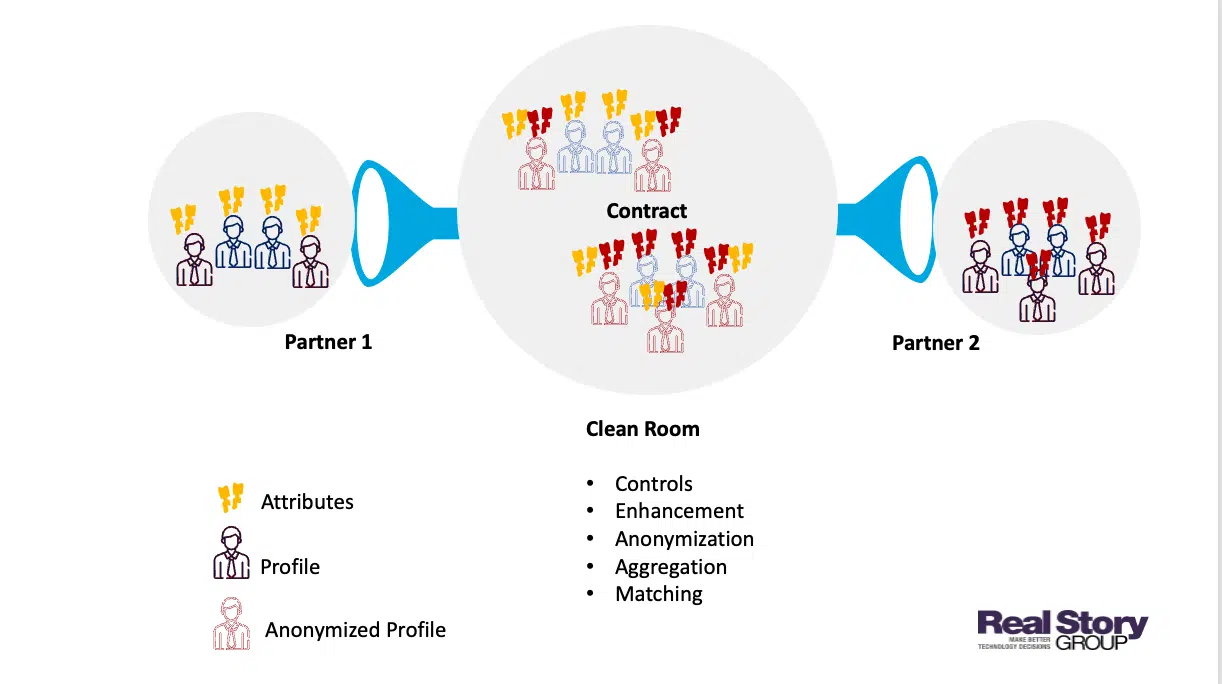 Contract
Partner 1
Partner 2
Clean Room
• Controls
• Enhancement
• Anonymization
• Aggregation
• Matching
Attributes
Profile
Anonymized Profile
Real Story
MAKE BETTER
TECHNOLOGY DECISIONS
GROUP